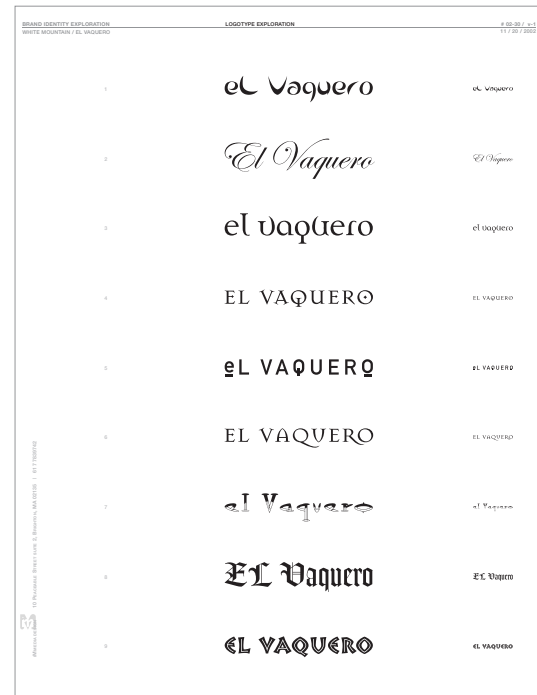 BRAND IDENTITY EXPLORATION LOGOTYPE EXPLORATION # 02-32 / v-1
WHITE MOUNTAIN / EL VAQUERO 11 / 20 / 2002
1 eL Vaquero eL Vaquero
2 El Vaquero El Vaquero
3 el vaquero el vaquero
4 EL VAQUERO EL VAQUERO
5 eL VAQUERO eL VAQUERO
6 EL VAQUERO EL VAQUERO
7 el Vaquero el Vaquero
8 EL Vaquero EL Vaquero
9 EL VAQUERO EL VAQUERO